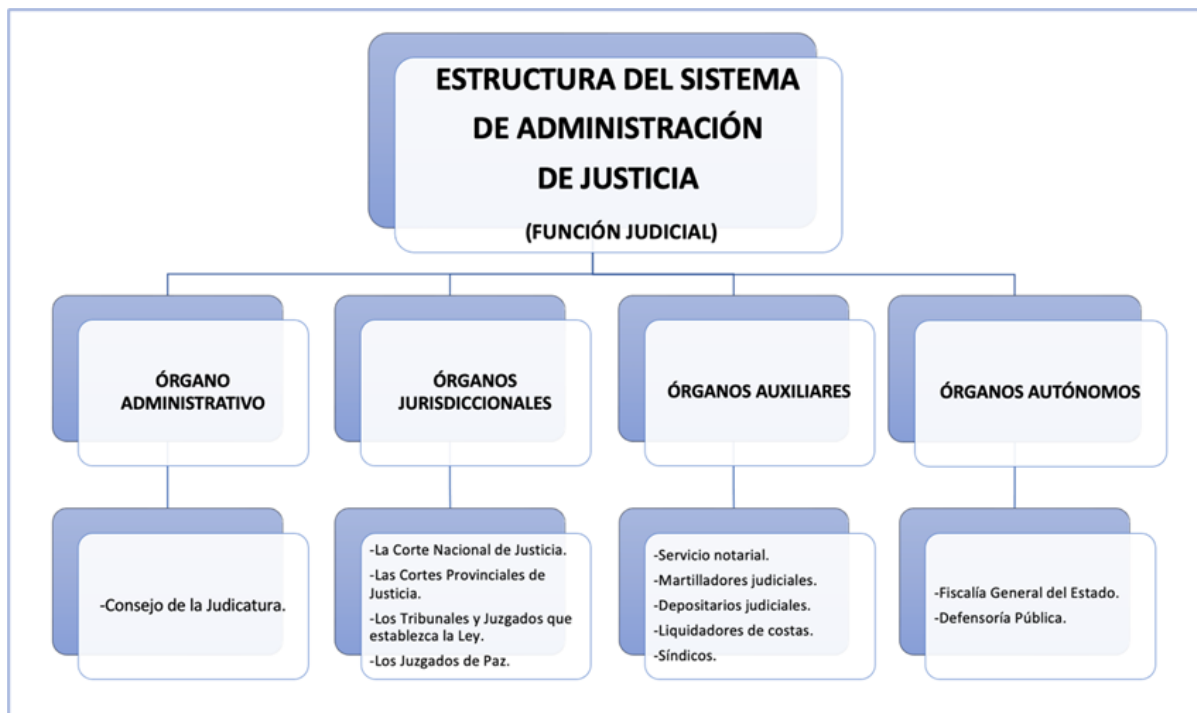 ESTRUCTURA DEL SISTEMA
DE ADMINISTRACIÓN
DE JUSTICIA
(FUNCIÓN JUDICIAL)
ÓRGANO
ADMINISTRATIVO
ÓRGANOS
JURISDICCIONALES
ÓRGANOS AUXILIARES
ÓRGANOS AUTÓNOMOS
-Consejo de la Judicatura.
-La Corte Nacional de Justicia.
-Las Cortes Provinciales de
Justicia.
-Los Tribunales y Juzgados que
establezca la Ley.
-Los Juzgados de Paz.
-Servicio notarial.
-Martilladores judiciales.
-Depositarios judiciales.
-Liquidadores de costas.
-Síndicos.
-Fiscalía General del Estado.
-Defensoría Pública.